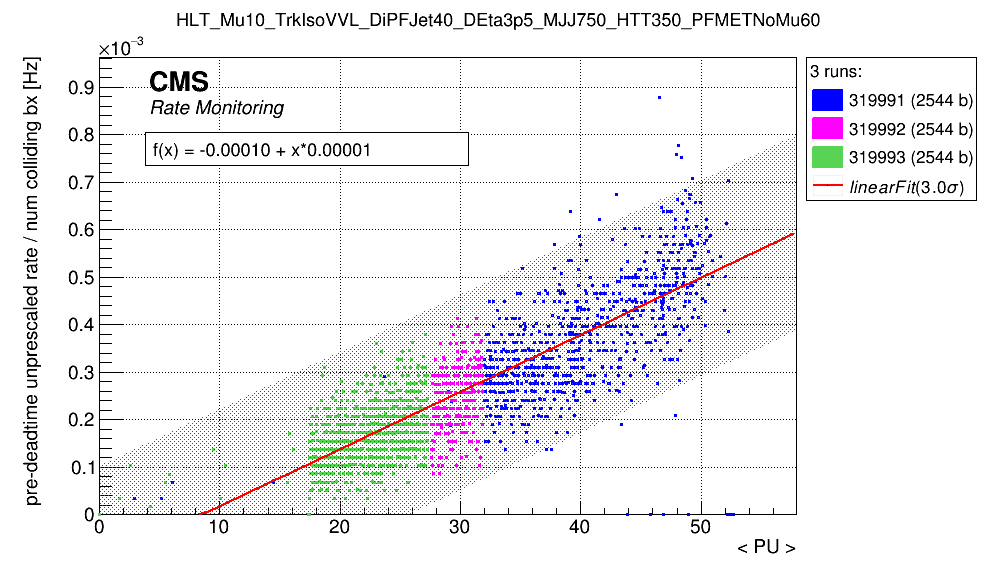 HLT_Mu10_TrkIsoVVL_DiPFJet40_DEta3p5_MJJ750_HTT350_PFMETNoMu60
×10⁻³
pre-deadtime unprescaled rate / num colliding bx [Hz]
CMS
Rate Monitoring
f(x) = -0.00010 + x*0.00001
0.9
0.8
0.7
0.6
0.5
0.4
0.3
0.2
0.1
0
0 10 20 30 40 50
< PU >
3 runs:
319991 (2544 b)
319992 (2544 b)
319993 (2544 b)
linearFit(3.0σ)